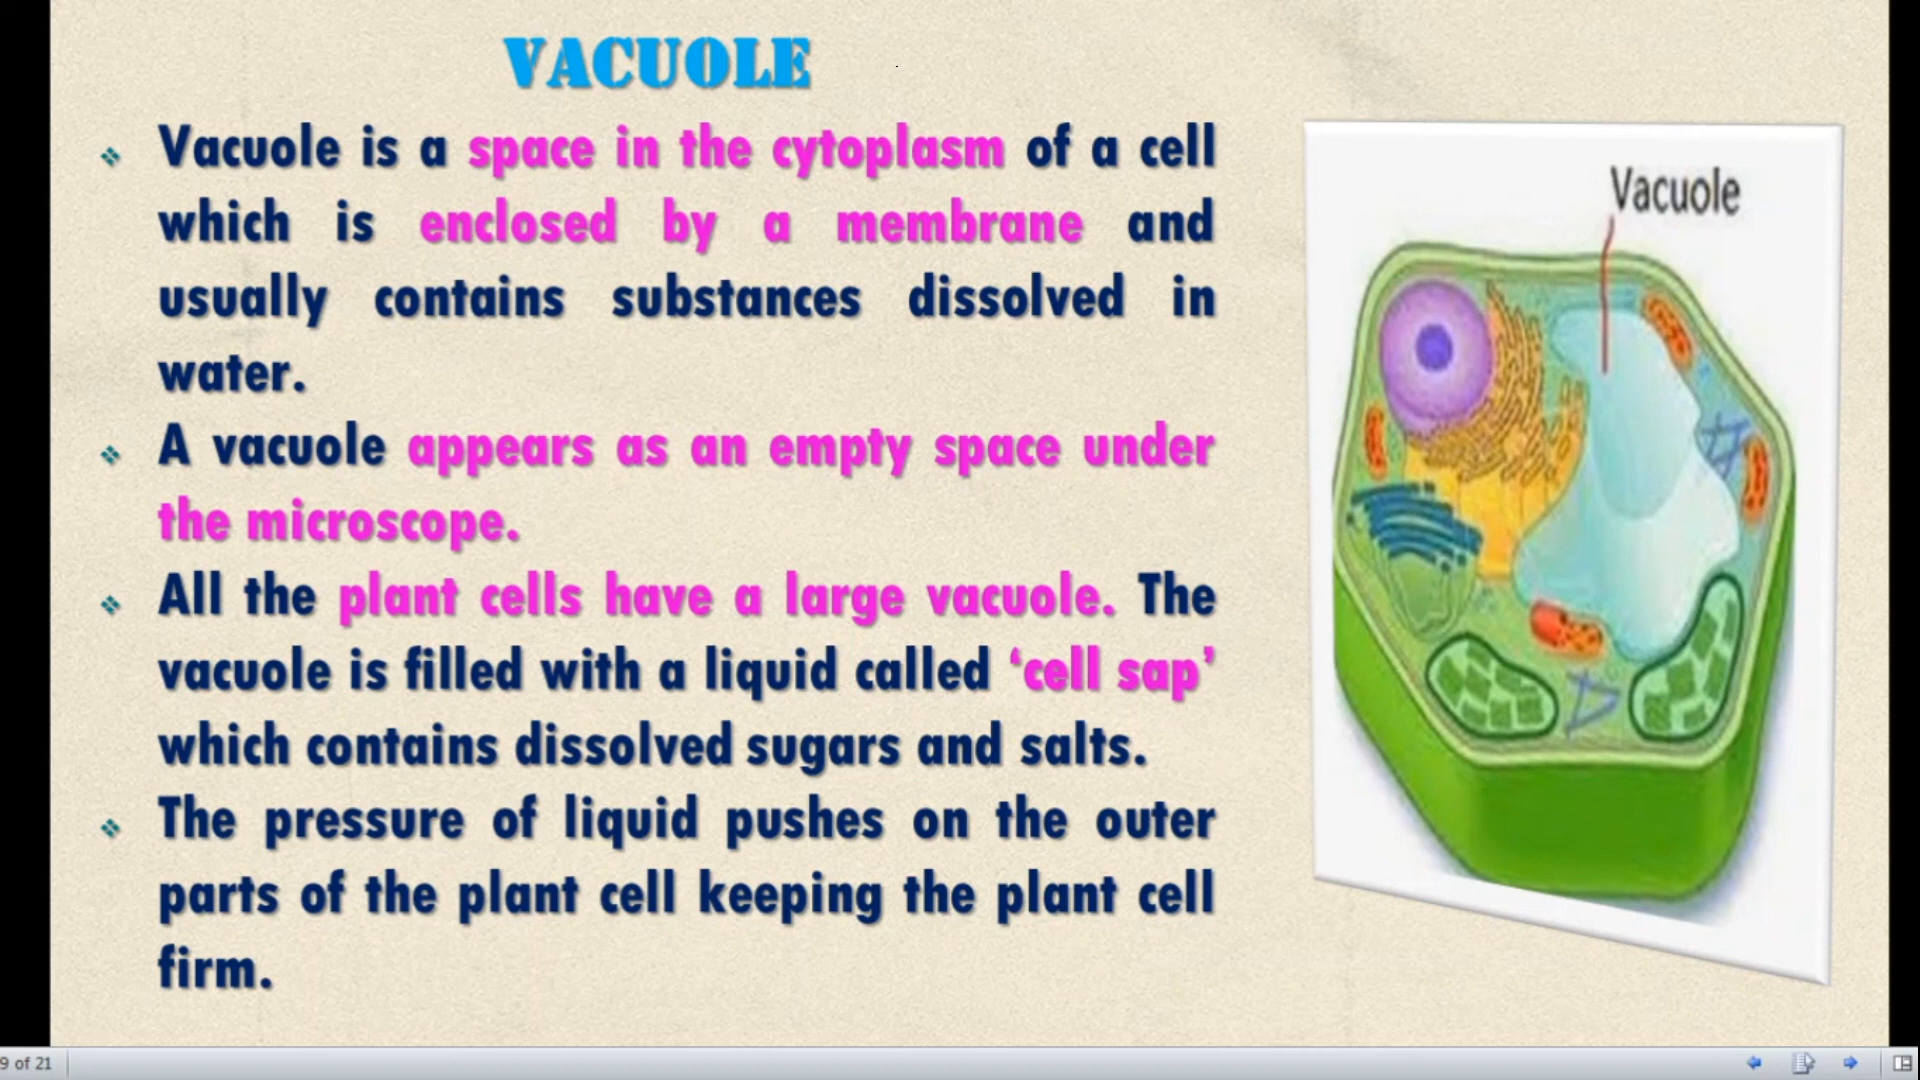 VACUOLE
Vacuole is a space in the cytoplasm of a cell
which is enclosed by a membrane and
usually contains substances dissolved in
water.
A vacuole appears as an empty space under
the microscope.
All the plant cells have a large vacuole. The
vacuole is filled with a liquid called ‘cell sap’
which contains dissolved sugars and salts.
The pressure of liquid pushes on the outer
parts of the plant cell keeping the plant cell
firm.
Vacuole
9 of 21